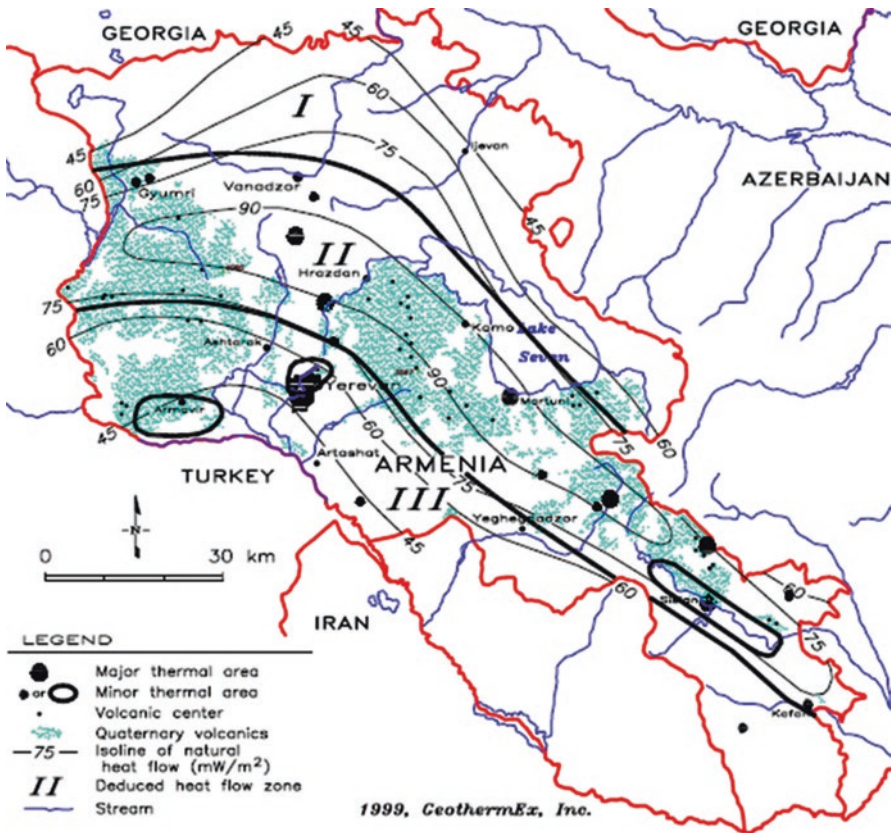 GEORGIA
45
45
GEORGIA
I
60
75
Ijevan
45
60
75
Gyumri
Vanadzor
AZERBAIJAN
45
90
II
Hrazdan
75
60
Kamo
Lake
Seven
Ashtarak
Yerevan
90
Martuni
Armavir
45
60
75
60
Artashat
ARMENIA
75
TURKEY
III
Yeghegnadzor
-N-
45
0 30 km
60
60
Sisian
IRAN
75
Kafan
LEGEND
Major thermal area
or Minor thermal area
Volcanic center
Quaternary volcanics
75 Isoline of natural
heat flow (mW/m²)
II Deduced heat flow zone
Stream
1999, GeothermEx, Inc.